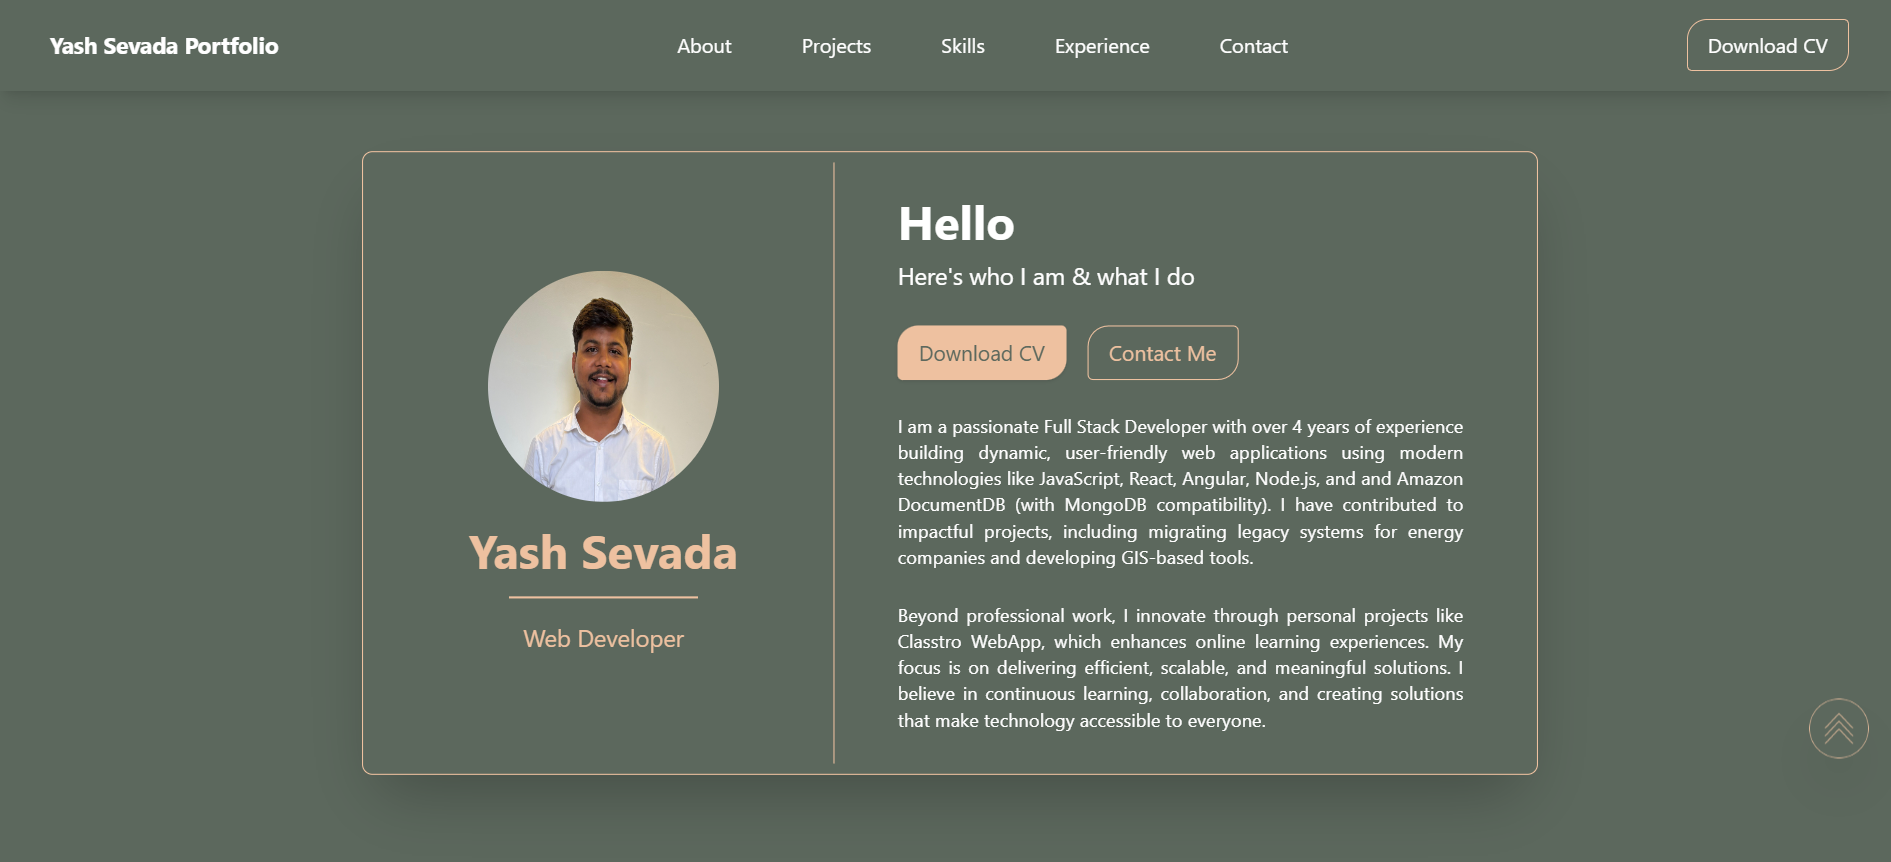 Yash Sevada Portfolio
About
Projects
Skills
Experience
Contact
Download CV
Yash Sevada
Web Developer
Hello
Here's who I am & what I do
Download CV
Contact Me
I am a passionate Full Stack Developer with over 4 years of experience
building dynamic, user-friendly web applications using modern
technologies like JavaScript, React, Angular, Node.js, and and Amazon
DocumentDB (with MongoDB compatibility). I have contributed to
impactful projects, including migrating legacy systems for energy
companies and developing GIS-based tools.
Beyond professional work, I innovate through personal projects like
Classtro WebApp, which enhances online learning experiences. My
focus is on delivering efficient, scalable, and meaningful solutions. I
believe in continuous learning, collaboration, and creating solutions
that make technology accessible to everyone.